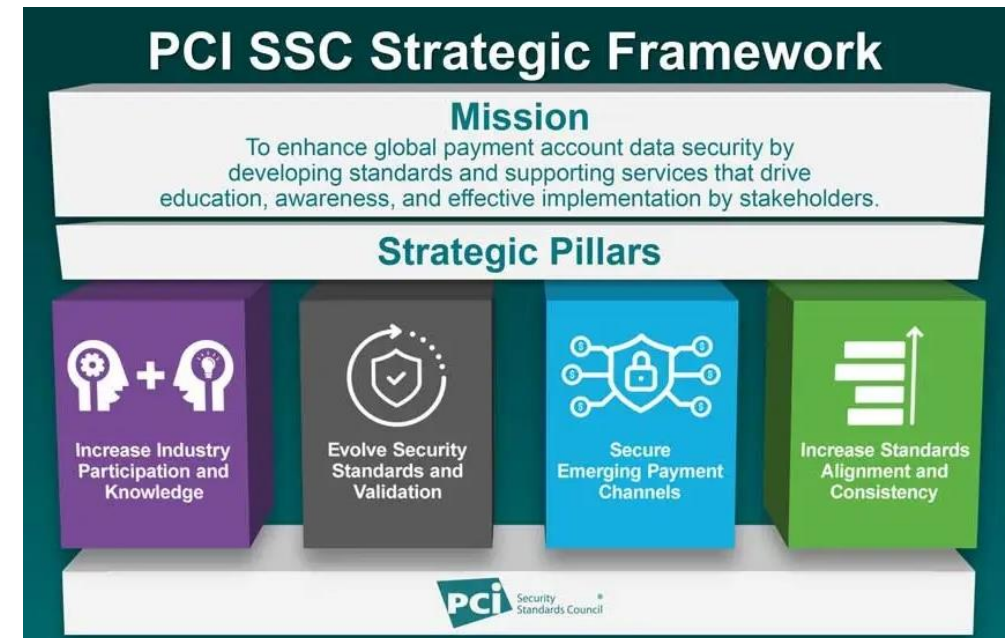 PCI SSC Strategic Framework
Mission
To enhance global payment account data security by
developing standards and supporting services that drive
education, awareness, and effective implementation by stakeholders.
Strategic Pillars
Increase Industry
Participation and
Knowledge
Evolve Security
Standards and
Validation
Secure
Emerging Payment
Channels
Increase Standards
Alignment and
Consistency
PCi Security
Standards Council